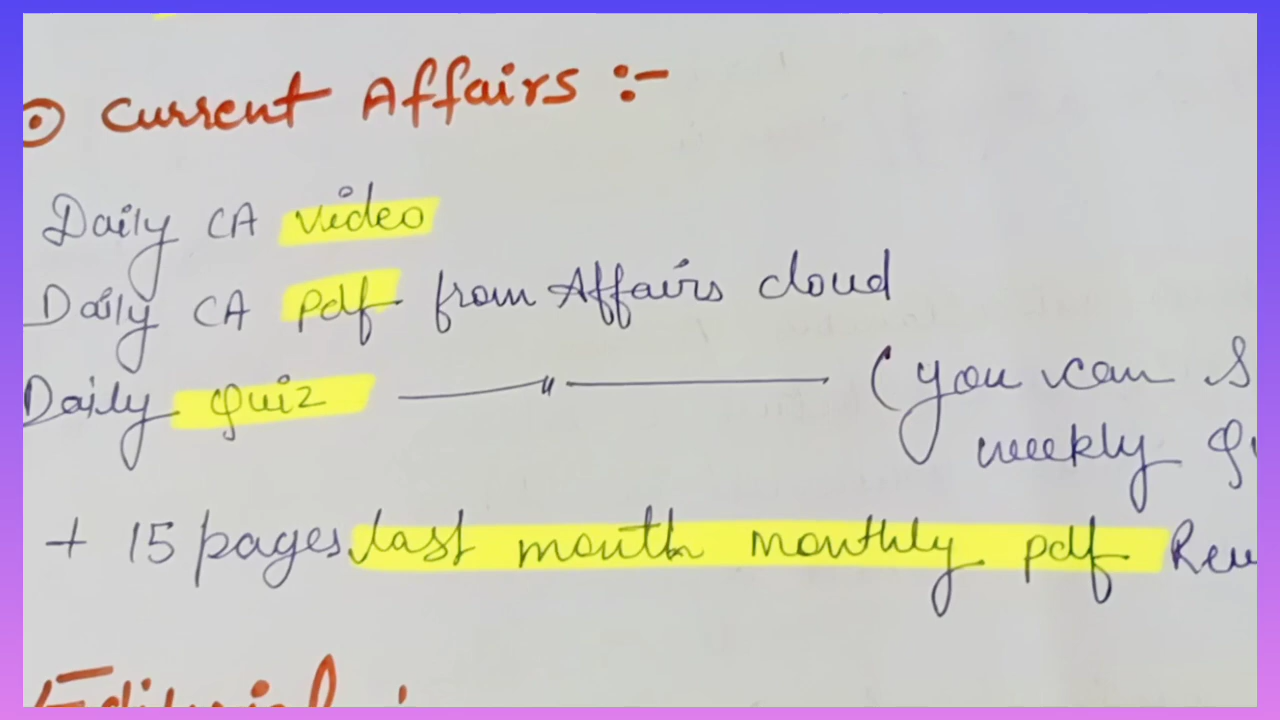 Current Affairs :-
Daily CA video
Daily CA pdf from Affairs cloud
Daily Quiz —— " —— (you can
weekly
+ 15 pages last month monthly pdf
Editorial :